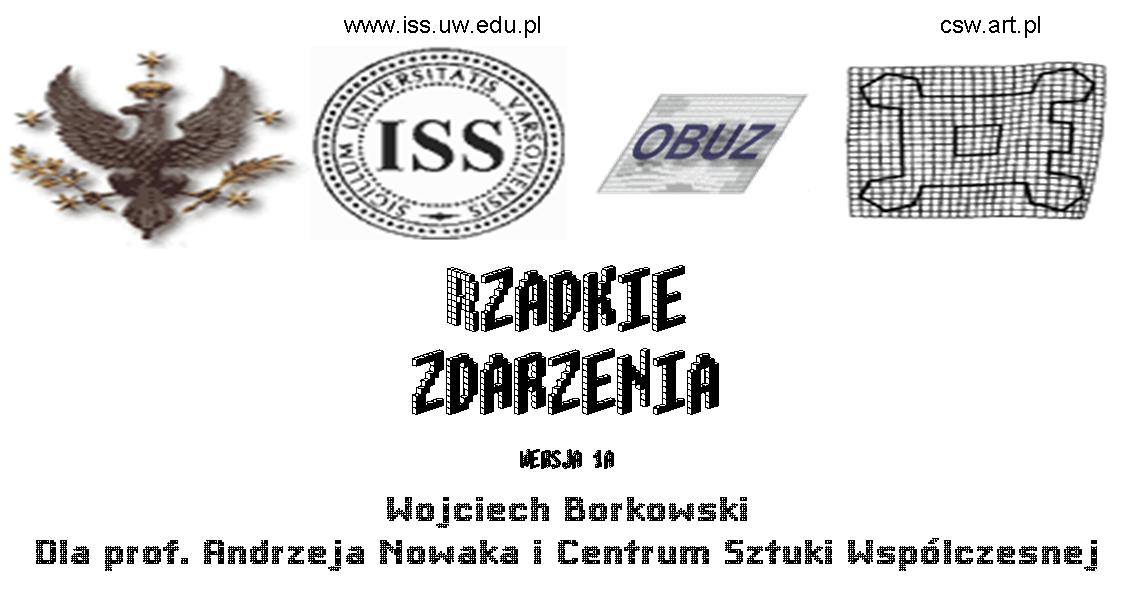 www.iss.uw.edu.pl
csw.art.pl
SIGILLUM UNIVERSITATIS VARSOVIENSIS
ISS
OBUZ
RZADKIE
ZDARZENIA
WERSJA 1A
Wojciech Borkowski
Dla prof. Andrzeja Nowaka i Centrum Sztuki Wspólczesnej